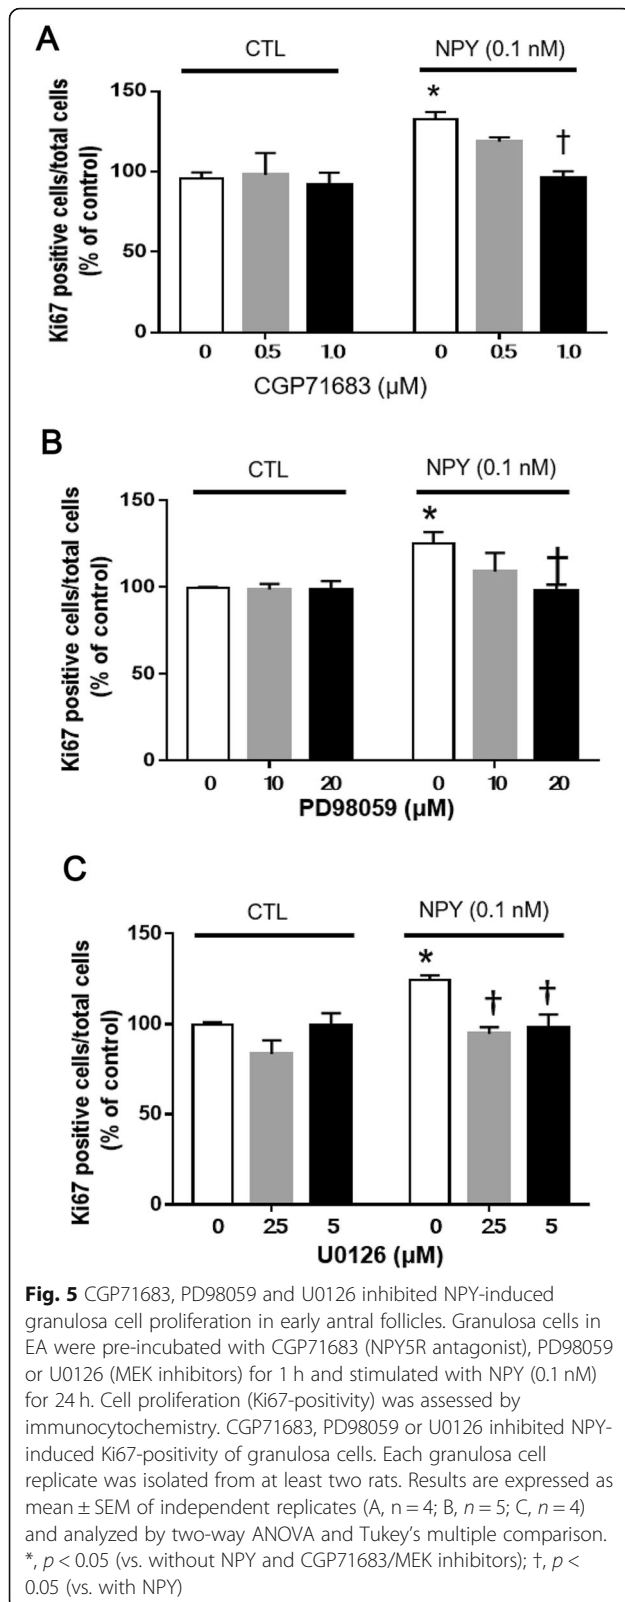 A
CTL NPY (0.1 nM)
Ki67 positive cells/total cells
(% of control)
150
100
50
0
*
†
0 0.5 1.0 0 0.5 1.0
CGP71683 (µM)
B
CTL NPY (0.1 nM)
Ki67 positive cells/total cells
(% of control)
150
100
50
0
*
†
0 10 20 0 10 20
PD98059 (µM)
C
CTL NPY (0.1 nM)
Ki67 positive cells/total cells
(% of control)
150
100
50
0
*
† †
0 2.5 5 0 2.5 5
U0126 (µM)
Fig. 5 CGP71683, PD98059 and U0126 inhibited NPY-induced
granulosa cell proliferation in early antral follicles. Granulosa cells in
EA were pre-incubated with CGP71683 (NPY5R antagonist), PD98059
or U0126 (MEK inhibitors) for 1 h and stimulated with NPY (0.1 nM)
for 24 h. Cell proliferation (Ki67-positivity) was assessed by
immunocytochemistry. CGP71683, PD98059 or U0126 inhibited NPY-
induced Ki67-positivity of granulosa cells. Each granulosa cell
replicate was isolated from at least two rats. Results are expressed as
mean ± SEM of independent replicates (A, n = 4; B, n = 5; C, n = 4)
and analyzed by two-way ANOVA and Tukey's multiple comparison.
*, p < 0.05 (vs. without NPY and CGP71683/MEK inhibitors); †, p <
0.05 (vs. with NPY)